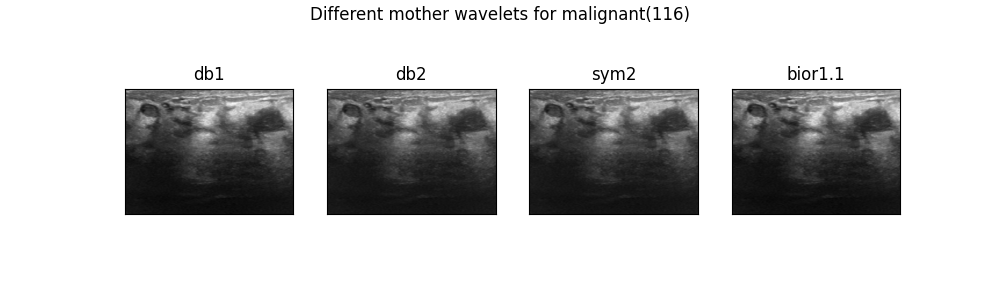 Different mother wavelets for malignant(116)
db1
db2
sym2
bior1.1